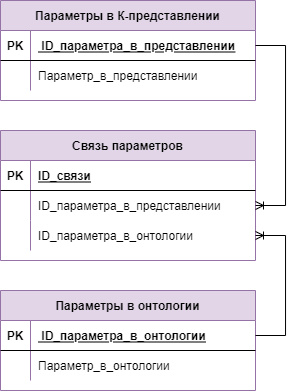 Параметры в К-представлении
PK ID_параметра_в_представлении
Параметр_в_представлении
Связь параметров
PK ID_связи
ID_параметра_в_представлении
ID_параметра_в_онтологии
Параметры в онтологии
PK ID_параметра_в_онтологии
Параметр_в_онтологии